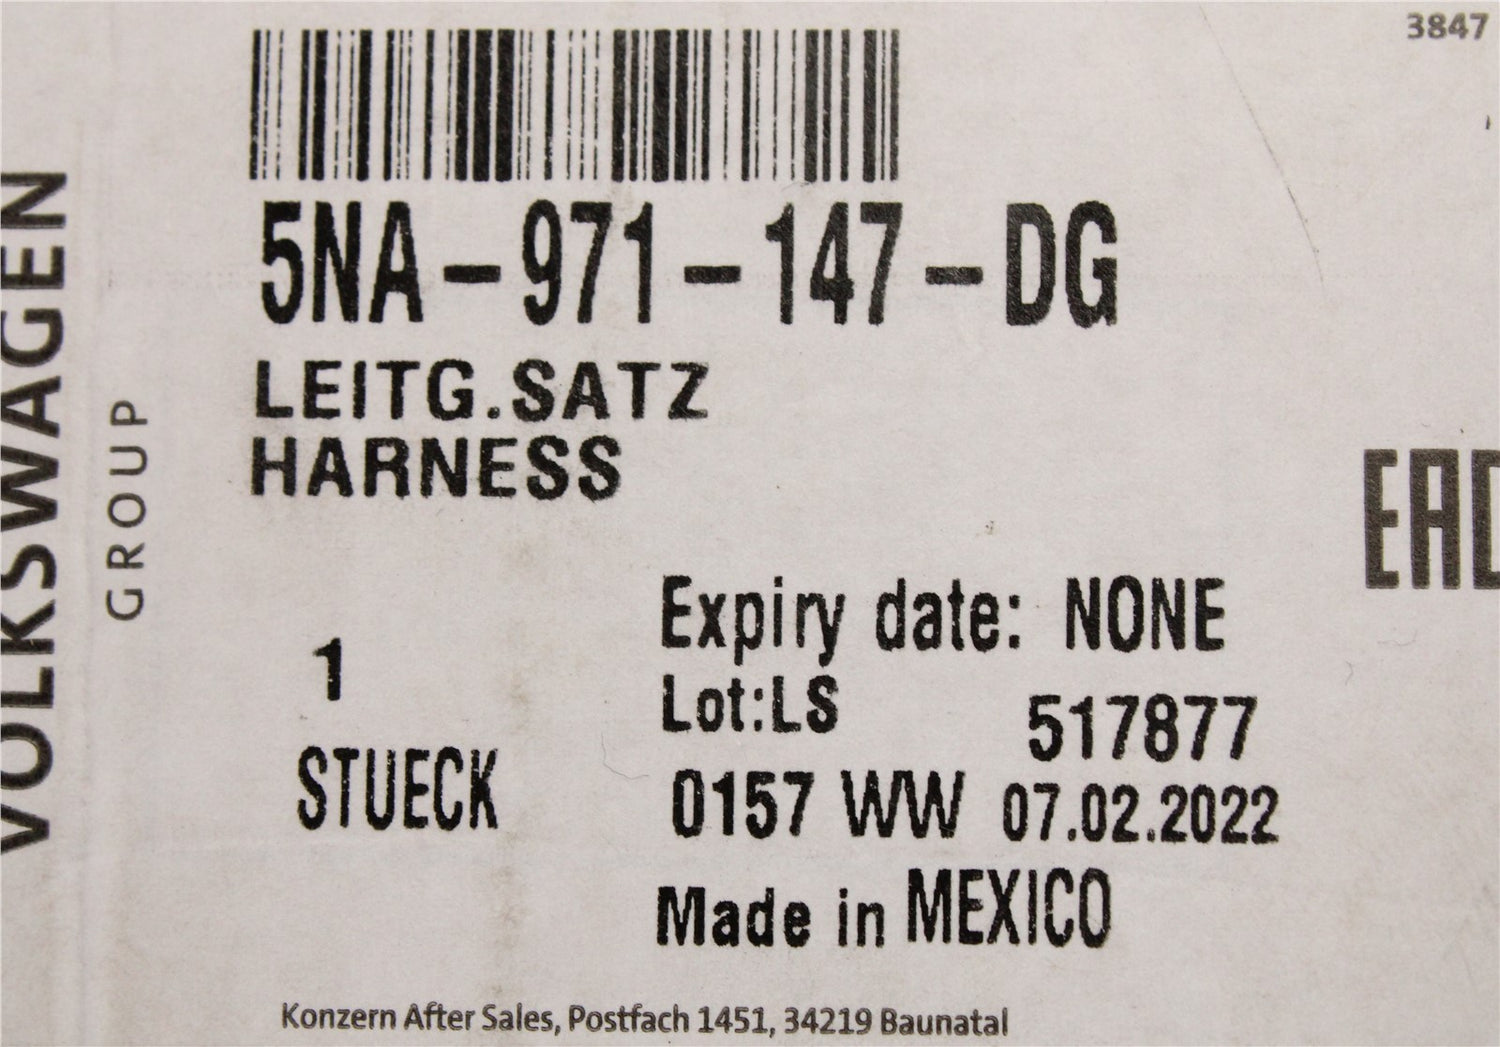 3847
VOLKSWAGEN
GROUP
5NA-971-147-DG
LEITG.SATZ
HARNESS
EAC
Expiry date: NONE
1
Lot:LS 517877
STUECK
0157 WW 07.02.2022
Made in MEXICO
Konzern After Sales, Postfach 1451, 34219 Baunatal